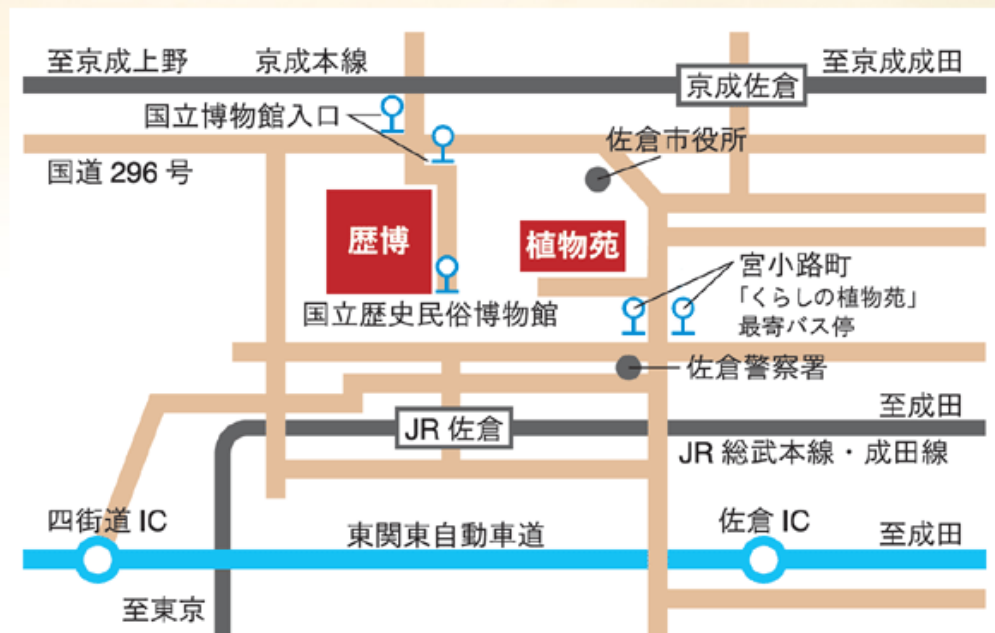 至京成上野
京成本線
京成佐倉
至京成成田
国立博物館入口
佐倉市役所
国道 296 号
歴博
植物苑
宮小路町
「くらしの植物苑」
最寄バス停
国立歴史民俗博物館
佐倉警察署
至成田
JR 佐倉
JR 総武本線・成田線
四街道 IC
東関東自動車道
佐倉 IC
至成田
至東京